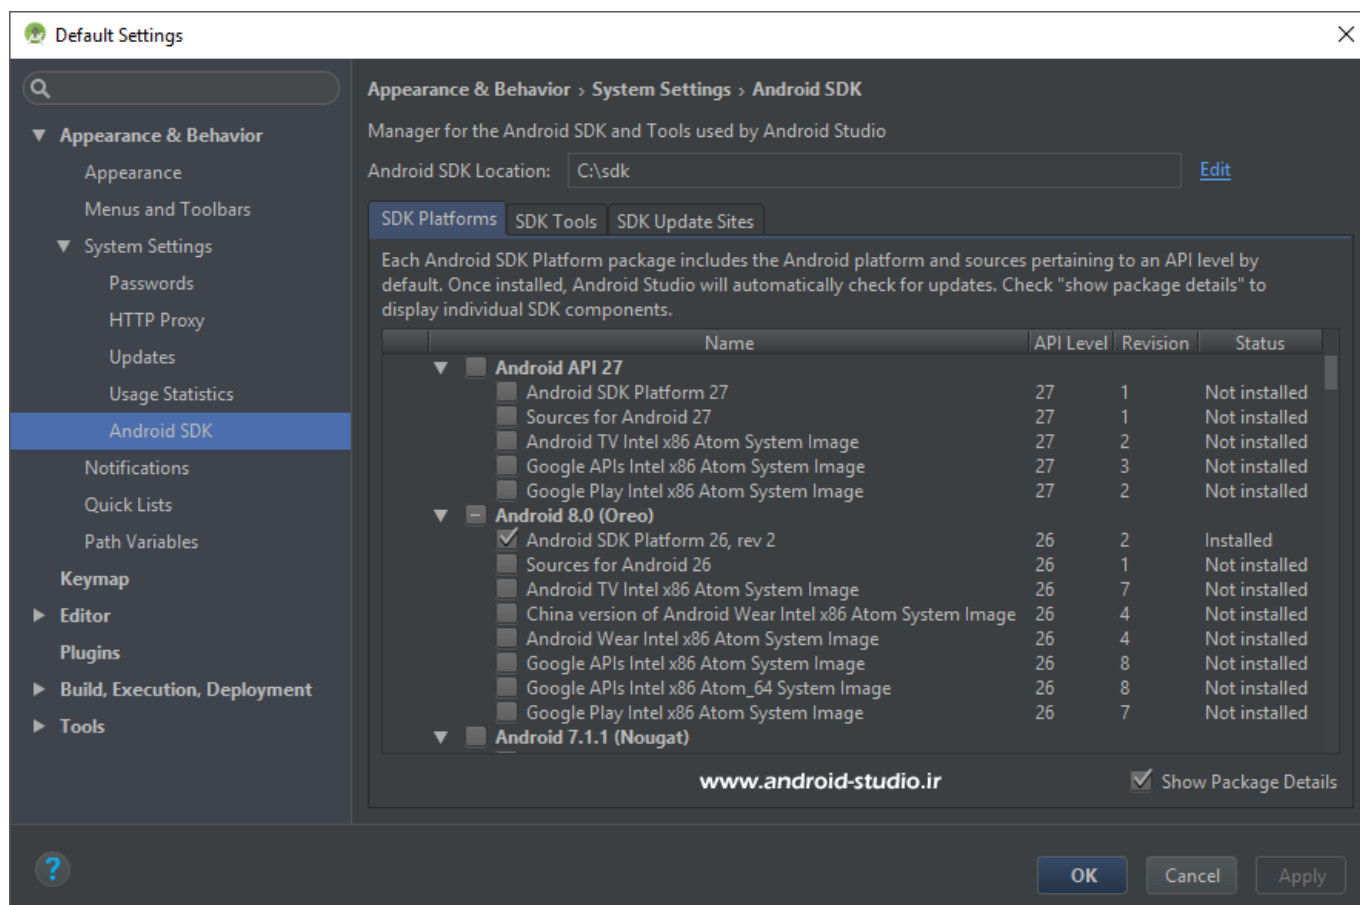 Default Settings
Appearance & Behavior
Appearance
Menus and Toolbars
System Settings
Passwords
HTTP Proxy
Updates
Usage Statistics
Android SDK
Notifications
Quick Lists
Path Variables
Keymap
Editor
Plugins
Build, Execution, Deployment
Tools
Appearance & Behavior › System Settings › Android SDK
Manager for the Android SDK and Tools used by Android Studio
Android SDK Location: C:\sdk Edit
SDK Platforms SDK Tools SDK Update Sites
Each Android SDK Platform package includes the Android platform and sources pertaining to an API level by
default. Once installed, Android Studio will automatically check for updates. Check "show package details" to
display individual SDK components.
Name API Level Revision Status
Android API 27
Android SDK Platform 27 27 1 Not installed
Sources for Android 27 27 1 Not installed
Android TV Intel x86 Atom System Image 27 2 Not installed
Google APIs Intel x86 Atom System Image 27 3 Not installed
Google Play Intel x86 Atom System Image 27 2 Not installed
Android 8.0 (Oreo)
Android SDK Platform 26, rev 2 26 2 Installed
Sources for Android 26 26 1 Not installed
Android TV Intel x86 Atom System Image 26 7 Not installed
China version of Android Wear Intel x86 Atom System Image 26 4 Not installed
Android Wear Intel x86 Atom System Image 26 4 Not installed
Google APIs Intel x86 Atom System Image 26 8 Not installed
Google APIs Intel x86 Atom_64 System Image 26 8 Not installed
Google Play Intel x86 Atom System Image 26 7 Not installed
Android 7.1.1 (Nougat)
www.android-studio.ir
Show Package Details
?
OK Cancel Apply